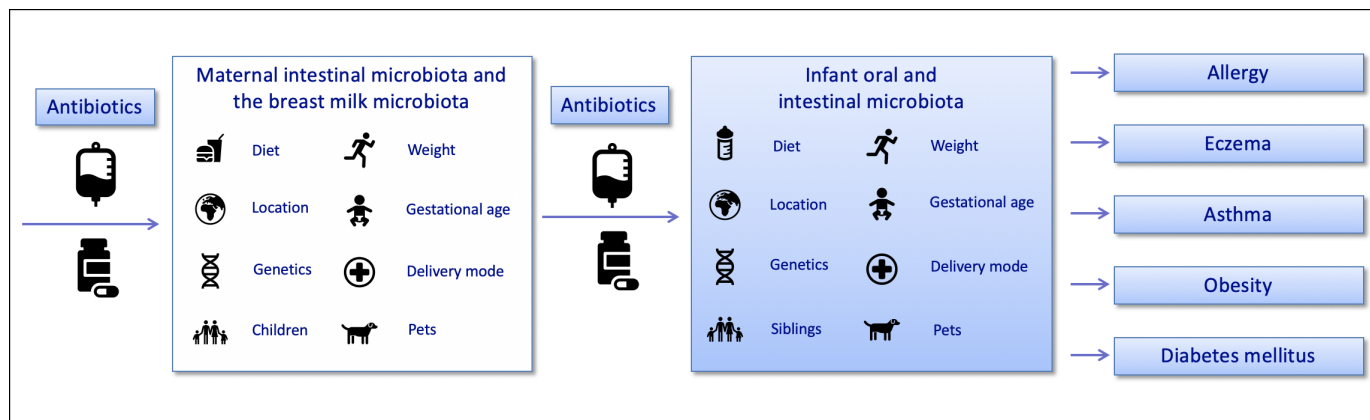 Antibiotics
Maternal intestinal microbiota and
the breast milk microbiota
Diet
Weight
Location
Gestational age
Genetics
Delivery mode
Children
Pets
Antibiotics
Infant oral and
intestinal microbiota
Diet
Weight
Location
Gestational age
Genetics
Delivery mode
Siblings
Pets
Allergy
Eczema
Asthma
Obesity
Diabetes mellitus